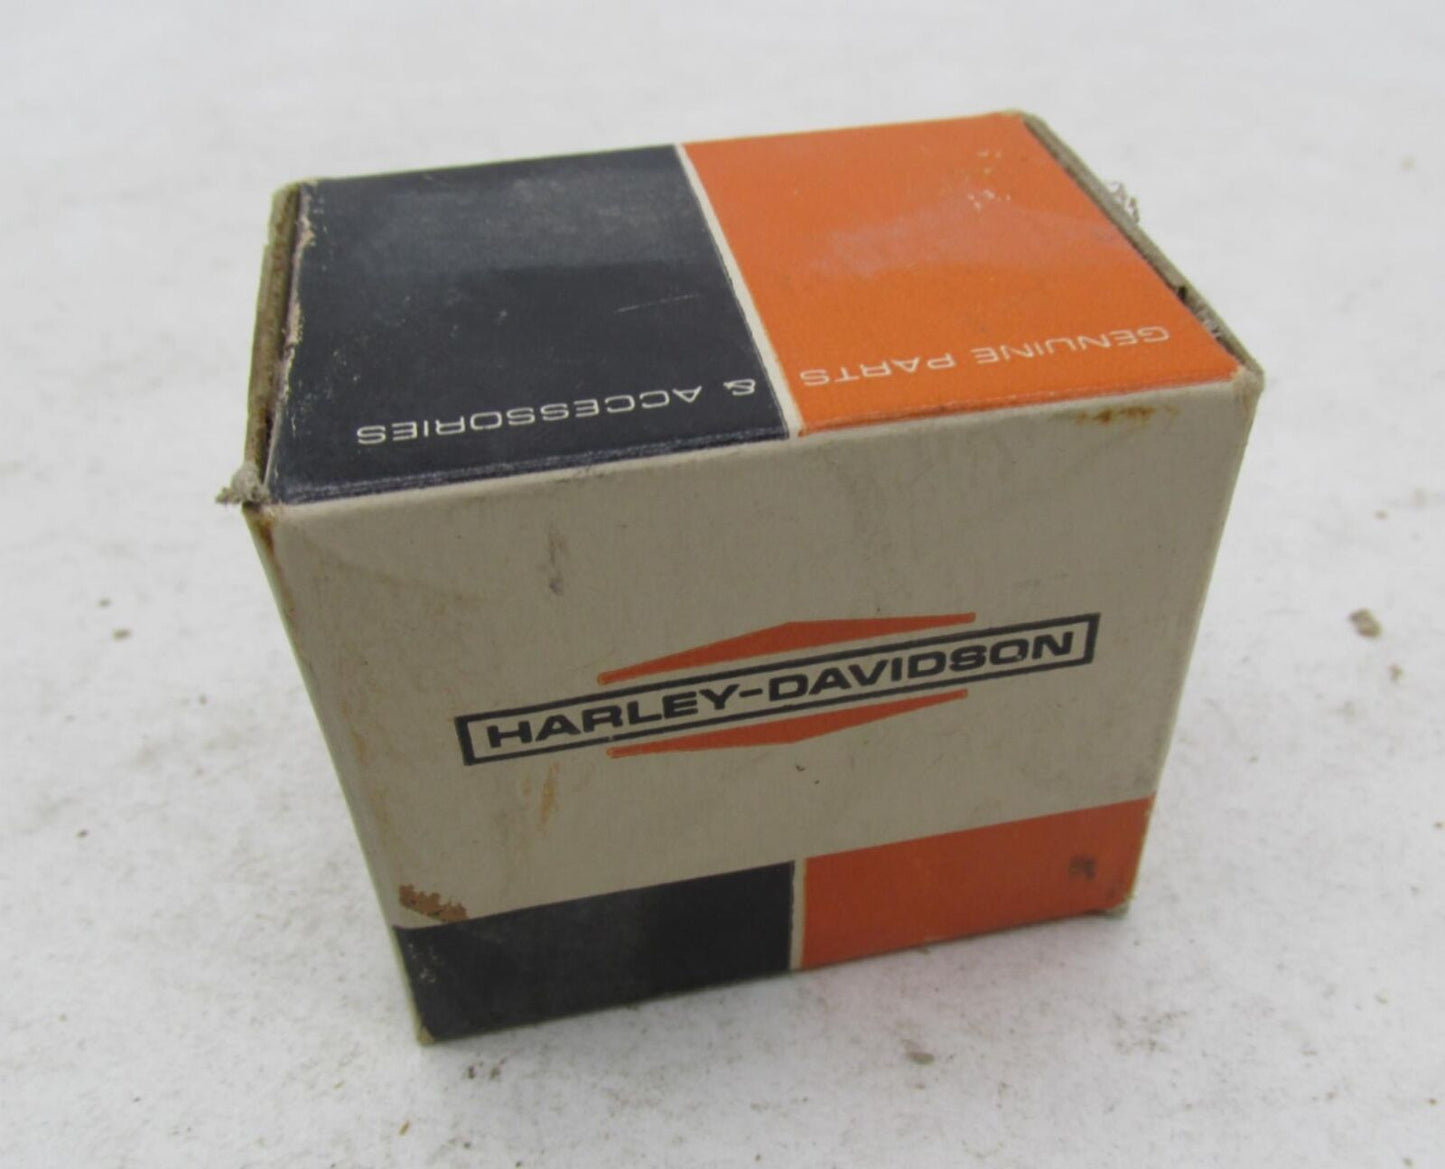 GENUINE PARTS
& ACCESSORIES
HARLEY-DAVIDSON